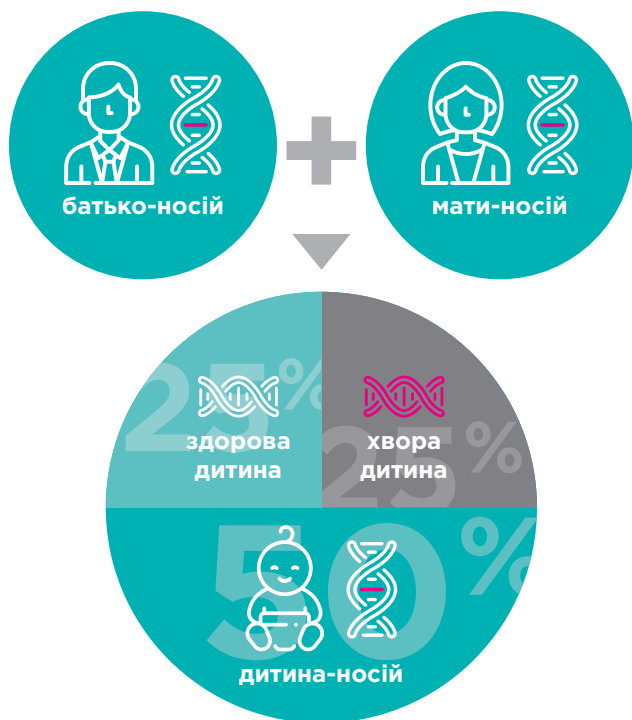 батько-носій
мати-носій
25%
здорова
дитина
25%
хвора
дитина
50%
дитина-носій